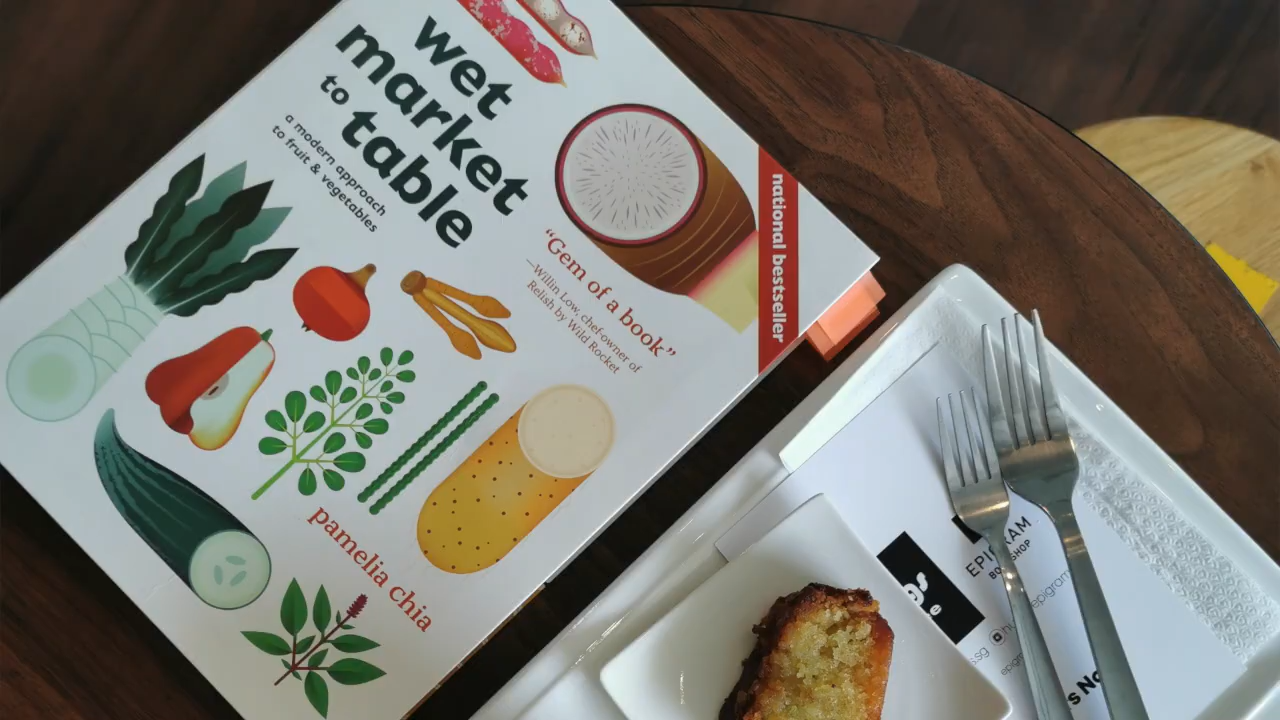 wet
market
to table
a modern approach
to fruit & vegetables
national bestseller
“Gem of a book”
—Willin Low, chef-owner of
Relish by Wild Rocket
pamelia chia
EPIGRAM